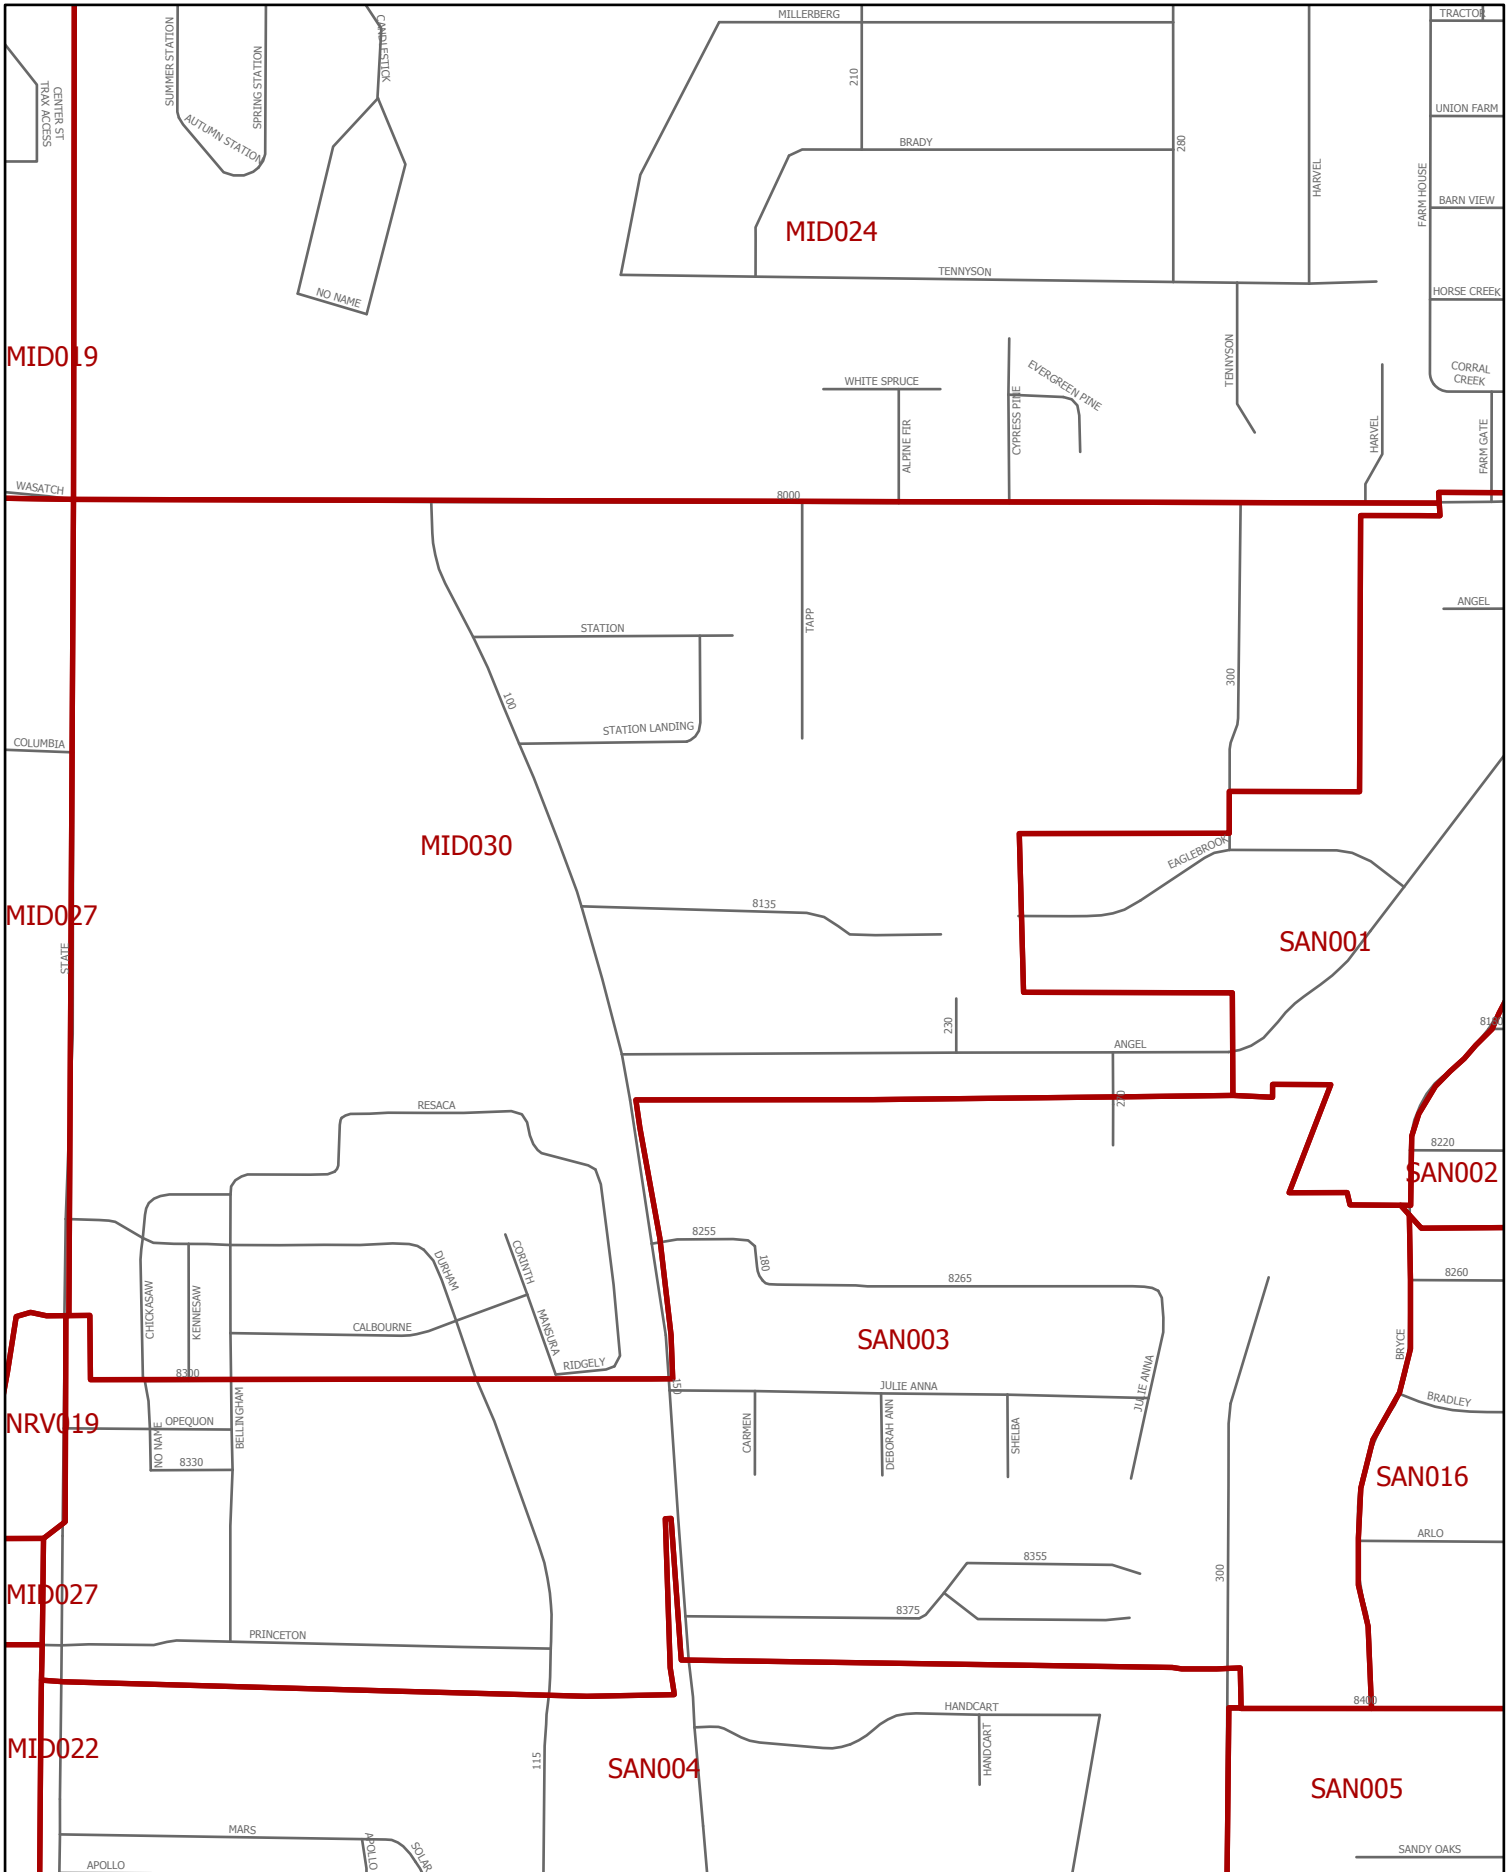 MILLERBERG
TRACTOR
SUMMER STATION
SPRING STATION
CANDLESTICK
CENTER ST
TRAX ACCESS
AUTUMN STATION
210
UNION FARM
BRADY
280
HARVEL
FARM HOUSE
BARN VIEW
MID024
TENNYSON
NO NAME
HORSE CREEK
MID019
TENNYSON
WHITE SPRUCE
EVERGREEN PINE
CORRAL
CREEK
CYPRESS PINE
ALPINE FIR
HARVEL
FARM GATE
WASATCH
8000
ANGEL
STATION
TAPP
300
100
STATION LANDING
COLUMBIA
MID030
EAGLEBROOK
8135
MID027
SAN001
STATE
230
ANGEL
RESACA
8220
SAN002
8255
180
8265
8260
DURHAM
CORINTH
CHICKASAW
KENNESAW
CALBOURNE
MANSURA
SAN003
BRYCE
RIDGELY
8300
150
JULIE ANNA
JULIE ANNA
BRADLEY
NRV019
OPEQUON
BELLINGHAM
NO NAME
CARMEN
DEBORAH ANN
SHELBA
8330
SAN016
ARLO
8355
300
MID027
8375
PRINCETON
8400
HANDCART
HANDCART
MID022
115
SAN004
SAN005
MARS
APOLLO
SOLAR
SANDY OAKS
APOLLO